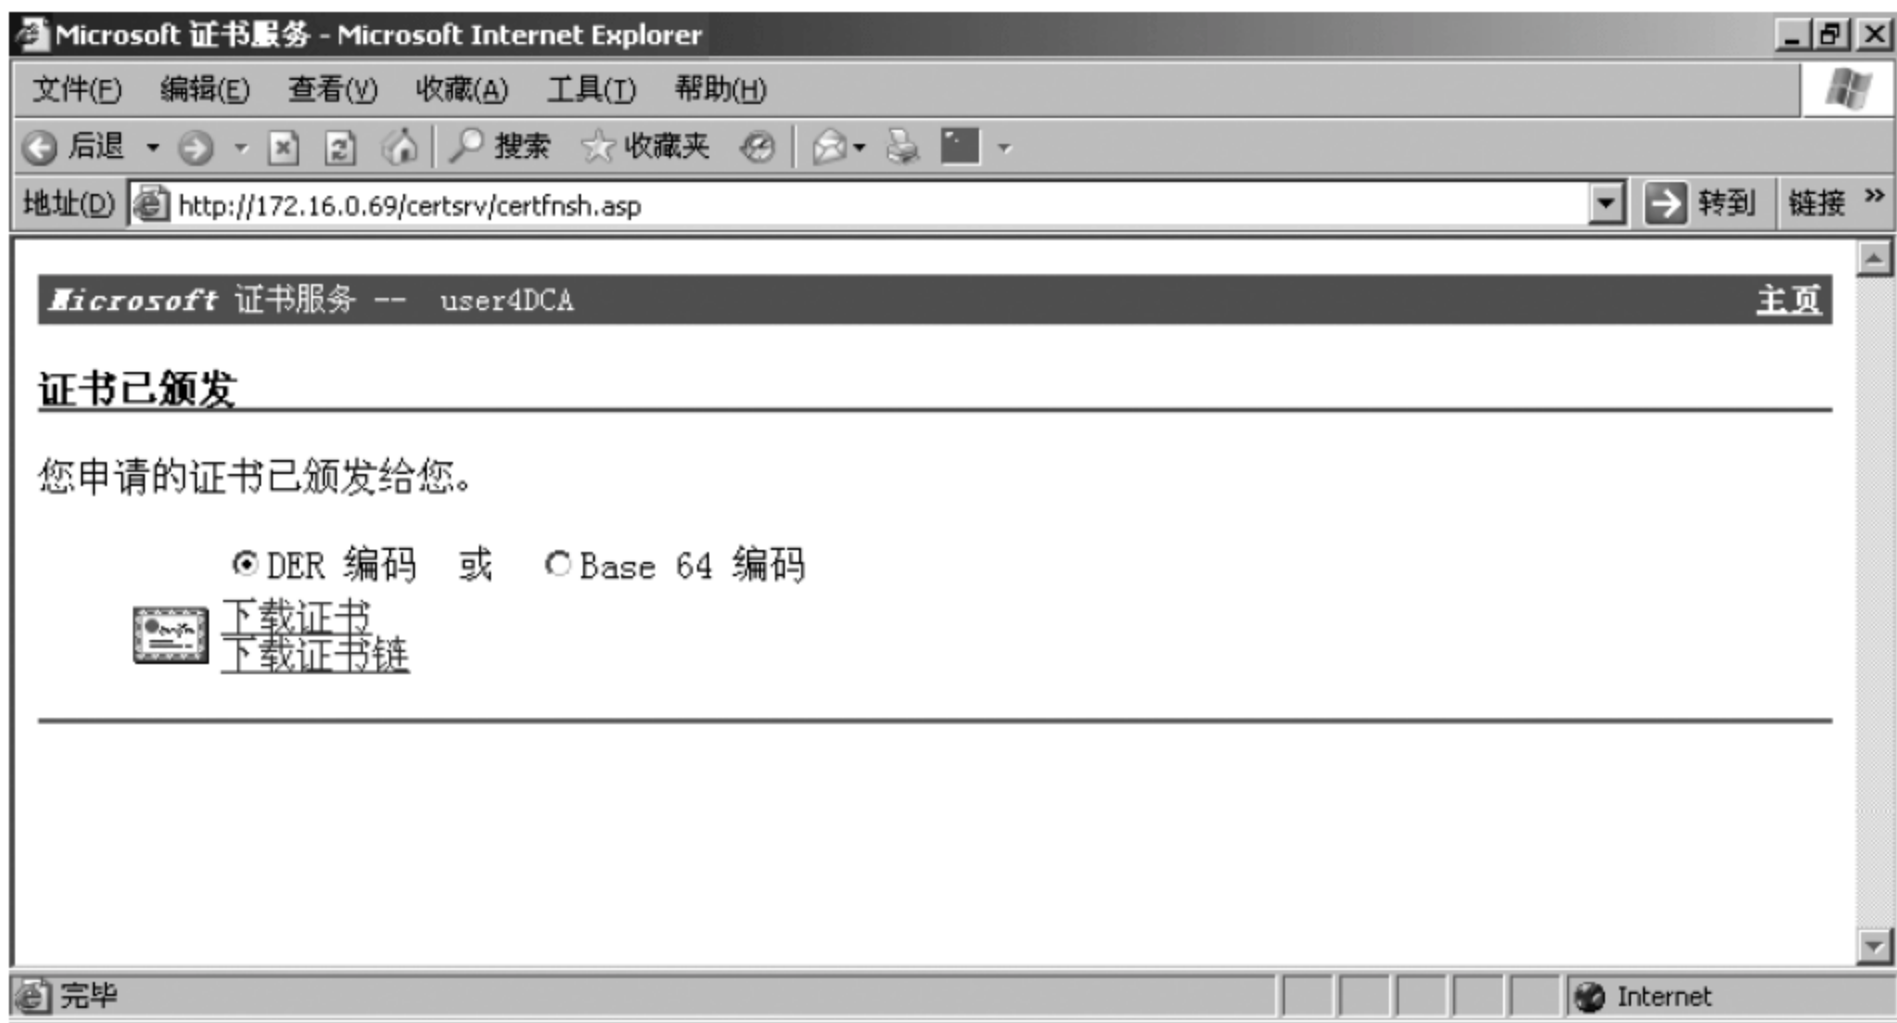 Microsoft 证书服务 - Microsoft Internet Explorer
文件(F) 编辑(E) 查看(V) 收藏(A) 工具(T) 帮助(H)
后退 搜索 收藏夹
地址(D) http://172.16.0.69/certsrv/certfnsh.asp 转到 链接 »
Microsoft 证书服务 -- user4DCA 主页
证书已颁发
您申请的证书已颁发给您。
DER 编码 或 Base 64 编码
下载证书
下载证书链
完毕 Internet